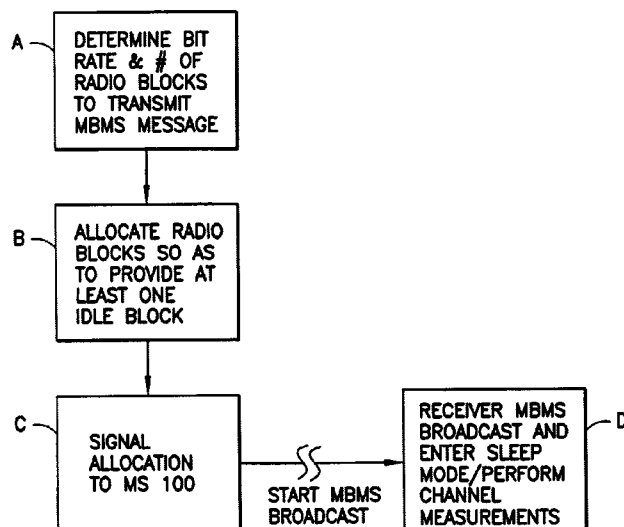 A
DETERMINE BIT
RATE & # OF
RADIO BLOCKS
TO TRANSMIT
MBMS MESSAGE
B
ALLOCATE RADIO
BLOCKS SO AS
TO PROVIDE AT
LEAST ONE
IDLE BLOCK
C
SIGNAL
ALLOCATION
TO MS 100
START MBMS
BROADCAST
RECEIVER MBMS
BROADCAST AND
ENTER SLEEP
MODE/PERFORM
CHANNEL
MEASUREMENTS
D